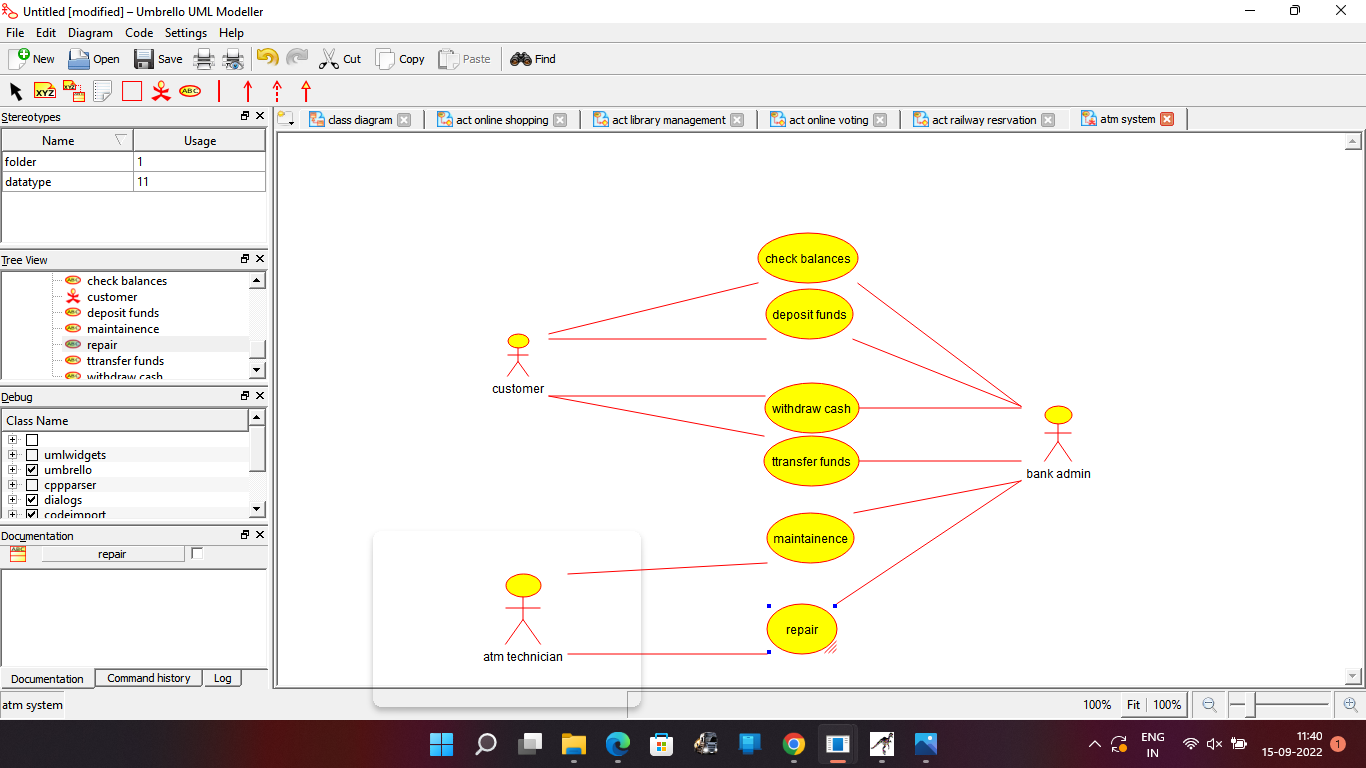 Untitled [modified] – Umbrello UML Modeller
File Edit Diagram Code Settings Help
New Open Save Cut Copy Paste Find
XYZ XYZ ABC
Stereotypes
class diagram act online shopping act library management act online voting act railway resrvation atm system
Name Usage
folder 1
datatype 11
Tree View
check balances
customer
deposit funds
maintainence
repair
ttransfer funds
withdraw cash
Debug
Class Name
umlwidgets
umbrello
cppparser
dialogs
codeimport
Documentation
repair
Documentation Command history Log
check balances
deposit funds
customer
withdraw cash
ttransfer funds
bank admin
maintainence
repair
atm technician
atm system 100% Fit 100%
ENG
IN
11:40
15-09-2022
1